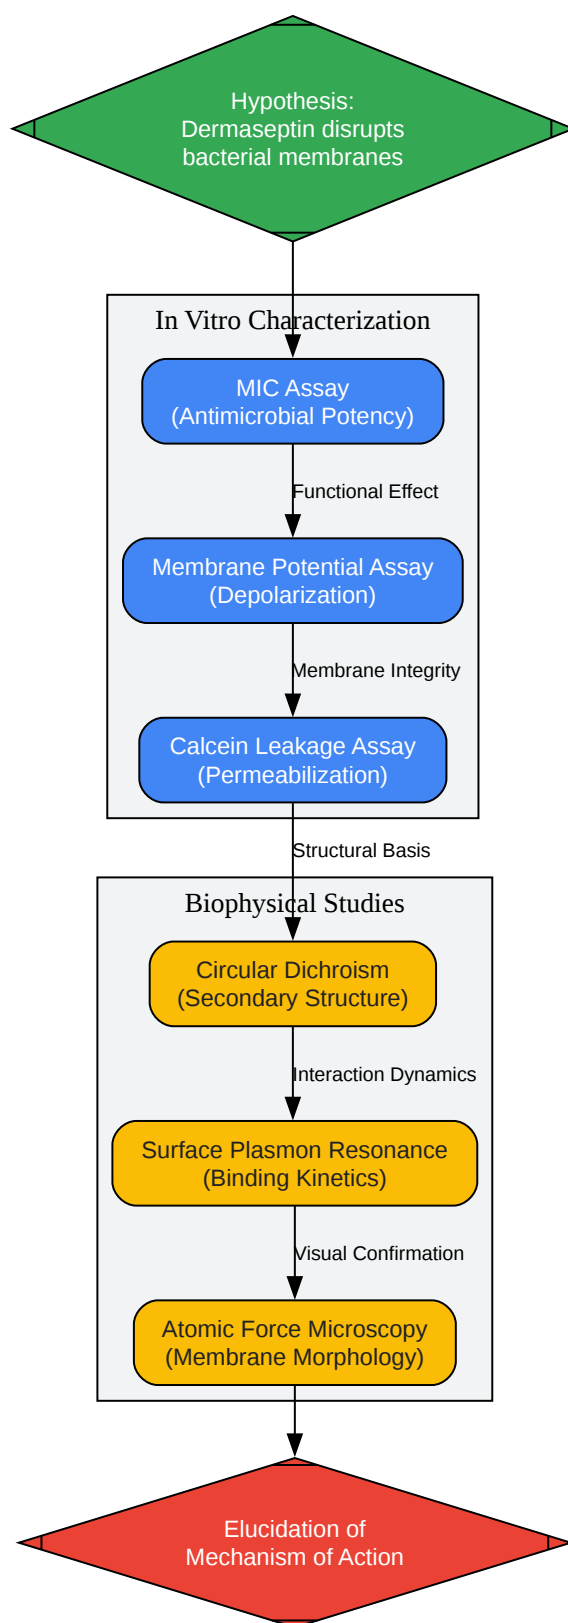 Hypothesis:
Dermaseptin disrupts
bacterial membranes
In Vitro Characterization
MIC Assay
(Antimicrobial Potency)
Functional Effect
Membrane Potential Assay
(Depolarization)
Membrane Integrity
Calcein Leakage Assay
(Permeabilization)
Structural Basis
Biophysical Studies
Circular Dichroism
(Secondary Structure)
Interaction Dynamics
Surface Plasmon Resonance
(Binding Kinetics)
Visual Confirmation
Atomic Force Microscopy
(Membrane Morphology)
Elucidation of
Mechanism of Action